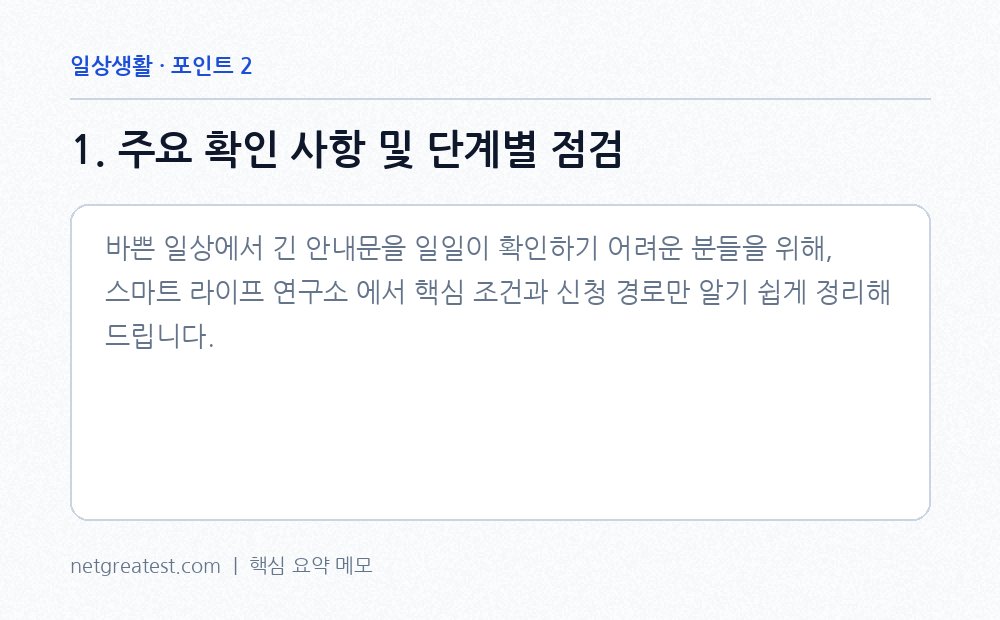 일상생활 · 포인트 2
1. 주요 확인 사항 및 단계별 점검
바쁜 일상에서 긴 안내문을 일일이 확인하기 어려운 분들을 위해,
스마트 라이프 연구소 에서 핵심 조건과 신청 경로만 알기 쉽게 정리해
드립니다.
netgreatest.com | 핵심 요약 메모